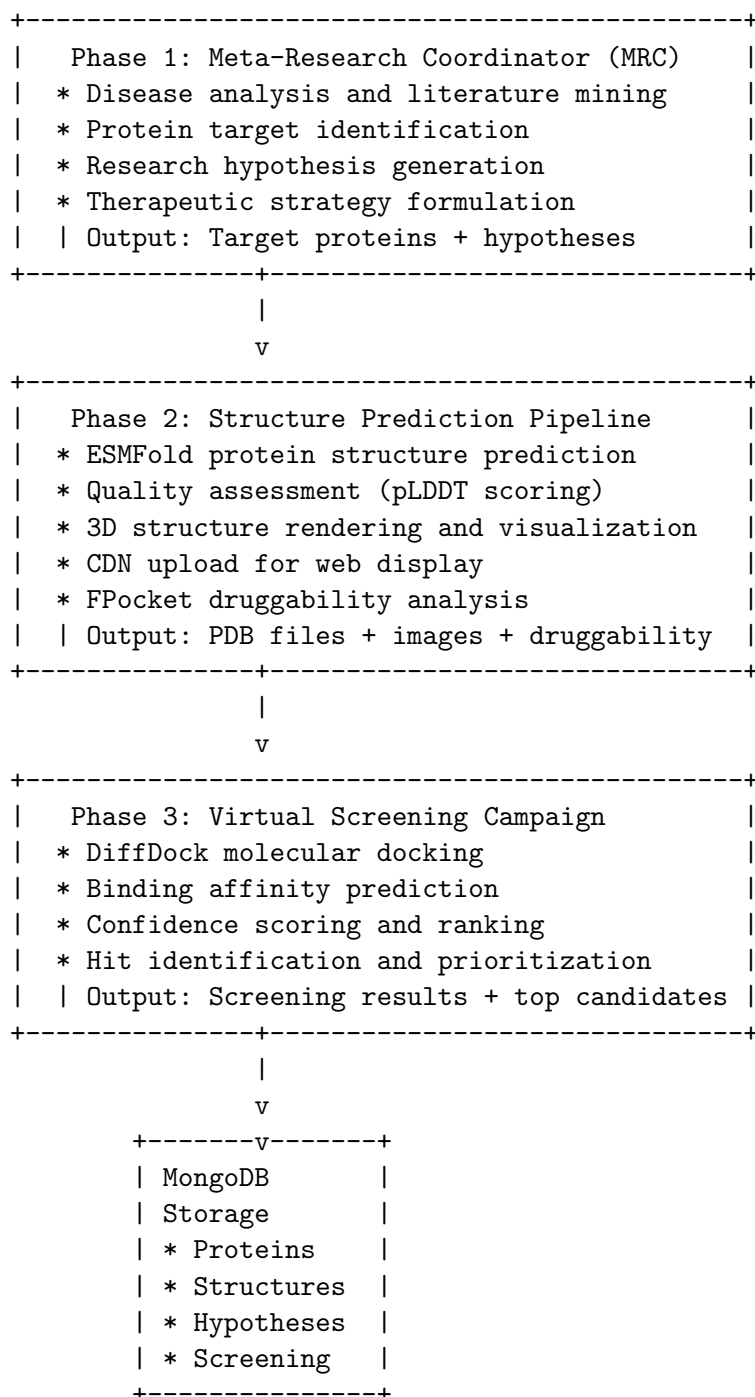 Phase 1: Meta-Research Coordinator (MRC)
* Disease analysis and literature mining
* Protein target identification
* Research hypothesis generation
* Therapeutic strategy formulation
| Output: Target proteins + hypotheses
v
Phase 2: Structure Prediction Pipeline
* ESMFold protein structure prediction
* Quality assessment (pLDDT scoring)
* 3D structure rendering and visualization
* CDN upload for web display
* FPocket druggability analysis
| Output: PDB files + images + druggability
v
Phase 3: Virtual Screening Campaign
* DiffDock molecular docking
* Binding affinity prediction
* Confidence scoring and ranking
* Hit identification and prioritization
| Output: Screening results + top candidates
v
v
MongoDB
Storage
* Proteins
* Structures
* Hypotheses
* Screening